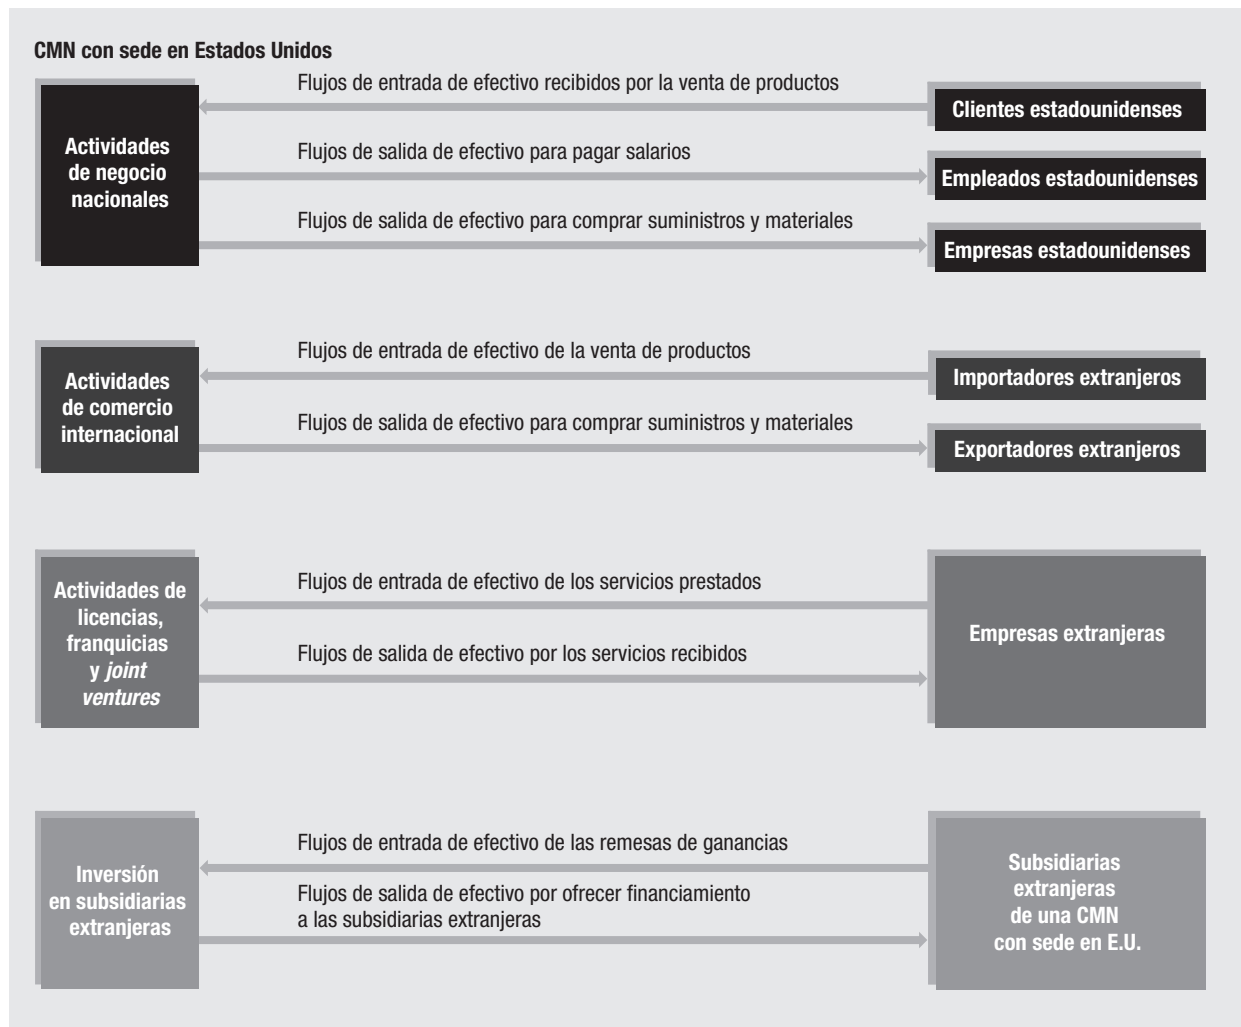 CMN con sede en Estados Unidos
Flujos de entrada de efectivo recibidos por la venta de productos
Clientes estadounidenses
Actividades
de negocio
nacionales
Flujos de salida de efectivo para pagar salarios
Empleados estadounidenses
Flujos de salida de efectivo para comprar suministros y materiales
Empresas estadounidenses
Actividades
de comercio
internacional
Flujos de entrada de efectivo de la venta de productos
Importadores extranjeros
Flujos de salida de efectivo para comprar suministros y materiales
Exportadores extranjeros
Actividades de
licencias,
franquicias
y joint
ventures
Flujos de entrada de efectivo de los servicios prestados
Flujos de salida de efectivo por los servicios recibidos
Empresas extranjeras
Inversión
en subsidiarias
extranjeras
Flujos de entrada de efectivo de las remesas de ganancias
Flujos de salida de efectivo por ofrecer financiamiento
a las subsidiarias extranjeras
Subsidiarias
extranjeras
de una CMN
con sede en E.U.